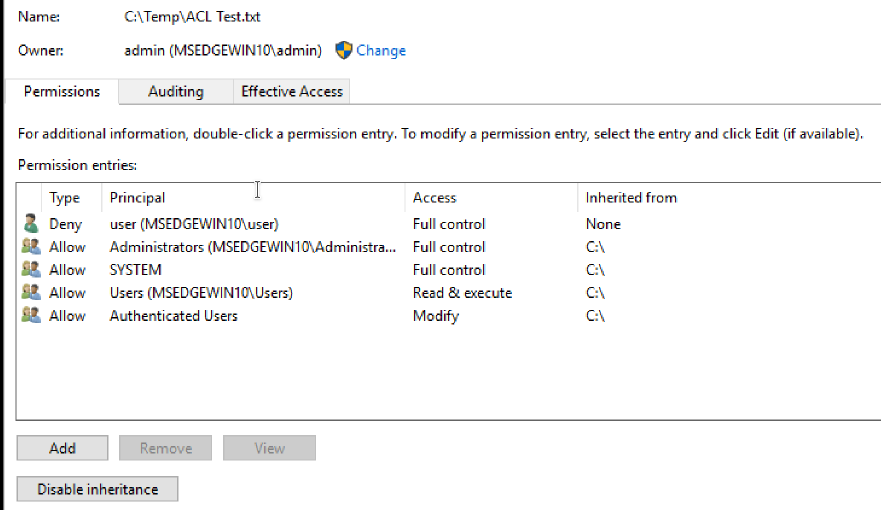 Name: C:\Temp\ACL Test.txt
Owner: admin (MSEDGEWIN10\admin) Change
Permissions Auditing Effective Access
For additional information, double-click a permission entry. To modify a permission entry, select the entry and click Edit (if available).
Permission entries:
Type Principal Access Inherited from
Deny user (MSEDGEWIN10\user) Full control None
Allow Administrators (MSEDGEWIN10\Administra... Full control C:\
Allow SYSTEM Full control C:\
Allow Users (MSEDGEWIN10\Users) Read & execute C:\
Allow Authenticated Users Modify C:\
Add Remove View
Disable inheritance